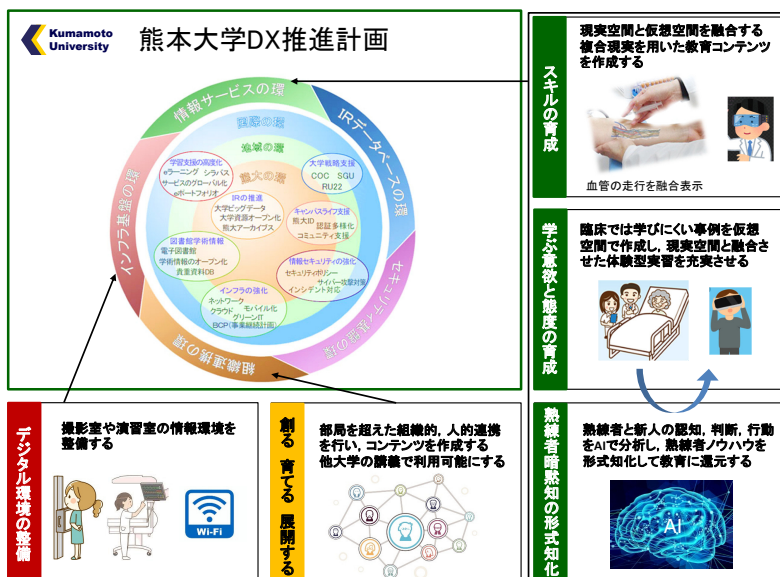 Kumamoto
University
熊本大学DX推進計画
情報サービスの環
IRデータベースの環
セキュリティ基盤の環
組織連携の環
インフラ基盤の環
国際の環
地域の環
熊大の環
学習支援の高度化
eラーニング シラバス
サービスのグローバル化
eポートフォリオ
大学戦略支援
COC SGU
RU22
IRの推進
大学ビッグデータ
大学資源オープン化
熊大アーカイブス
キャンパスライフ支援
熊大ID 認証多様化
コミュニティ支援
図書館学術情報
電子図書館
学術情報のオープン化
貴重資料DB
情報セキュリティの強化
セキュリティポリシー
サイバー攻撃対策
インシデント対応
インフラの強化
ネットワーク
クラウド モバイル化
グリーンIT
BCP(事業継続計画)
スキルの育成
現実空間と仮想空間を融合する
複合現実を用いた教育コンテンツ
を作成する
血管の走行を融合表示
学ぶ意欲と態度の育成
臨床では学びにくい事例を仮想
空間で作成し，現実空間と融合さ
せた体験型実習を充実させる
熟練者暗黙知の形式知化
熟練者と新人の認知，判断，行動
をAIで分析し，熟練者ノウハウを
形式知化して教育に還元する
AI
デジタル環境の整備
撮影室や演習室の情報環境を
整備する
Wi-Fi
創る 育てる 展開する
部局を超えた組織的，人的連携
を行い，コンテンツを作成する
他大学の講義で利用可能にする